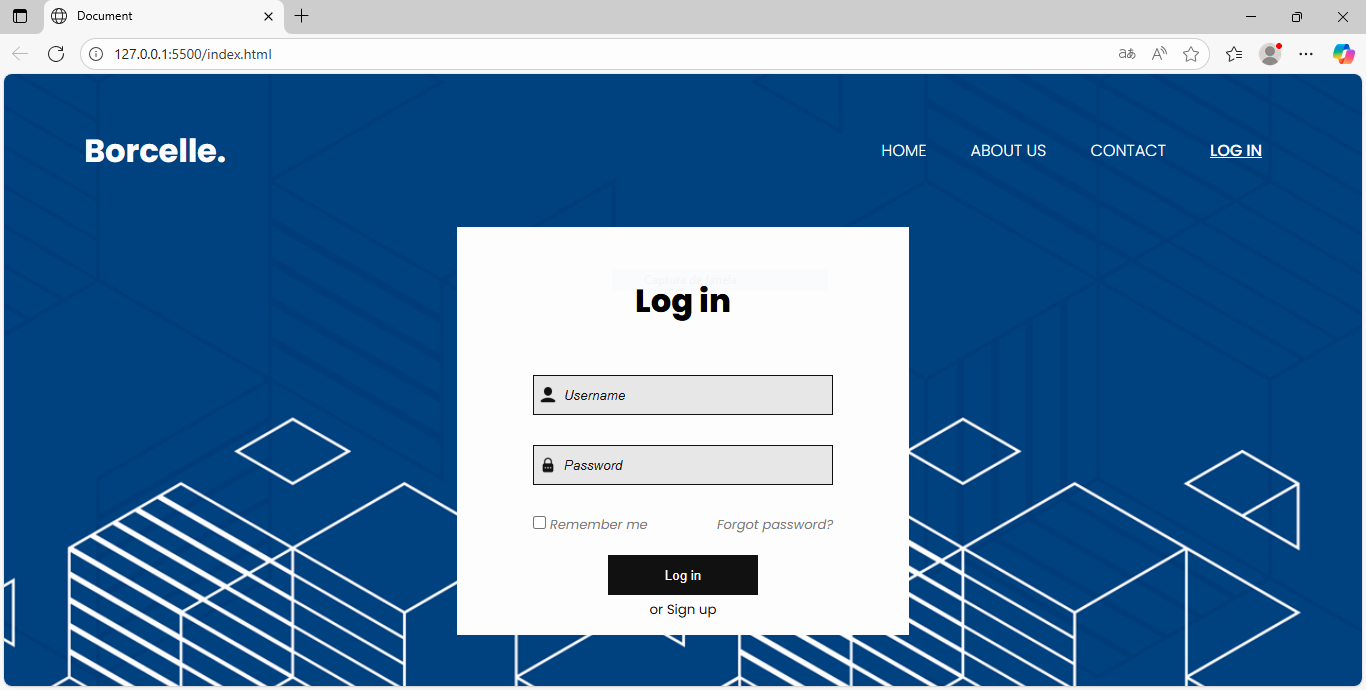 Document
127.0.0.1:5500/index.html
Borcelle.
HOME ABOUT US CONTACT LOG IN
Log in
Username
Password
Remember me Forgot password?
Log in
or Sign up